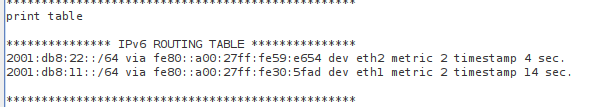 **************************************************
print table
*************** IPv6 ROUTING TABLE ***************
2001:db8:22::/64 via fe80::a00:27ff:fe59:e654 dev eth2 metric 2 timestamp 4 sec.
2001:db8:11::/64 via fe80::a00:27ff:fe30:5fad dev eth1 metric 2 timestamp 14 sec.
**************************************************